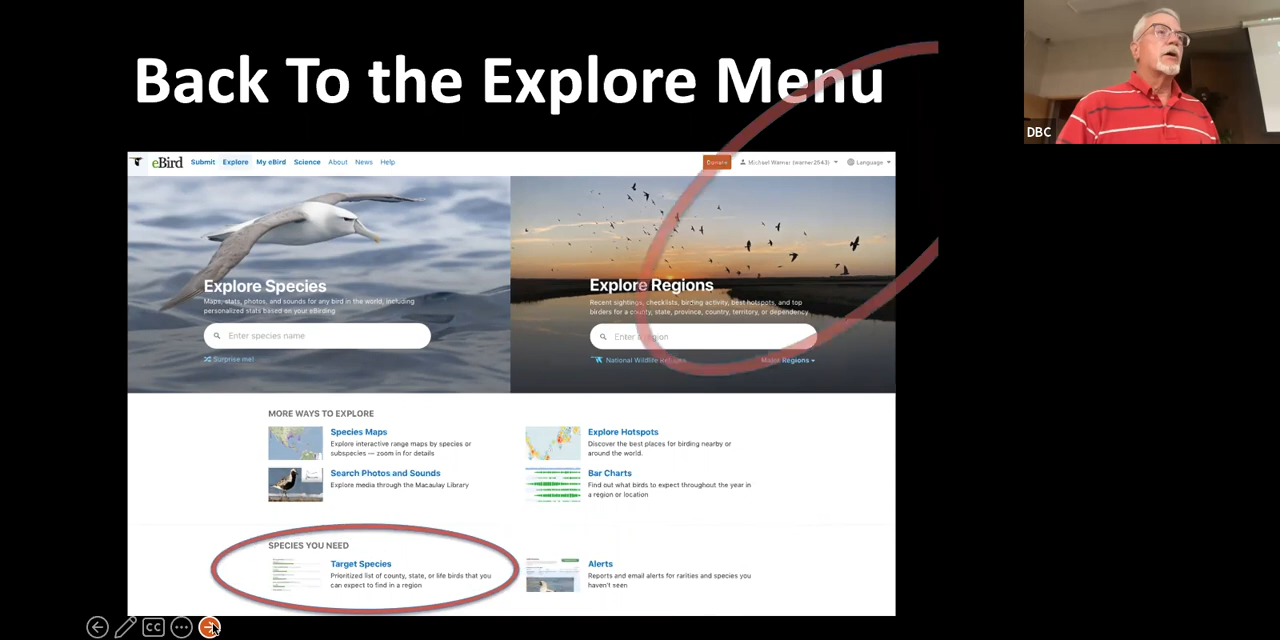 Back To the Explore Menu
DBC
eBird Submit Explore My eBird Science About News Help
Donate Michael Warner (warner2543) Language
Explore Species
Maps, stats, photos, and sounds for any bird in the world, including
personalized stats based on your eBirding
Enter species name
Surprise me!
Explore Regions
Recent sightings, checklists, birding activity, best hotspots, and top
birders for a county, state, province, country, territory, or dependency.
Enter a region
National Wildlife Refuges
Major Regions
MORE WAYS TO EXPLORE
Species Maps
Explore interactive range maps by species or
subspecies — zoom in for details
Explore Hotspots
Discover the best places for birding nearby or
around the world.
Search Photos and Sounds
Explore media through the Macaulay Library
Bar Charts
Find out what birds to expect throughout the year in
a region or location
SPECIES YOU NEED
Target Species
Prioritized list of county, state, or life birds that you
can expect to find in a region
Alerts
Reports and email alerts for rarities and species you
haven't seen
CC